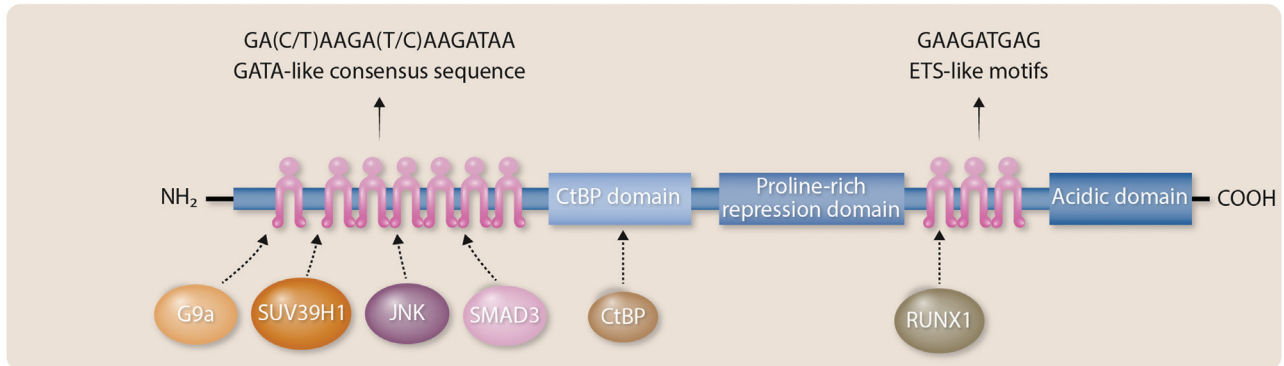 GA(C/T)AAGA(T/C)AAGATAA
GATA-like consensus sequence
GAAGATGAG
ETS-like motifs
NH₂
CtBP domain
Proline-rich
repression domain
Acidic domain
COOH
G9a
SUV39H1
JNK
SMAD3
CtBP
RUNX1